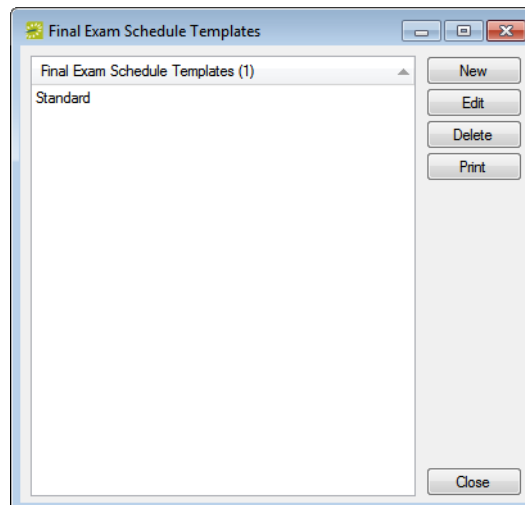 Final Exam Schedule Templates
Final Exam Schedule Templates (1)
Standard
New
Edit
Delete
Print
Close